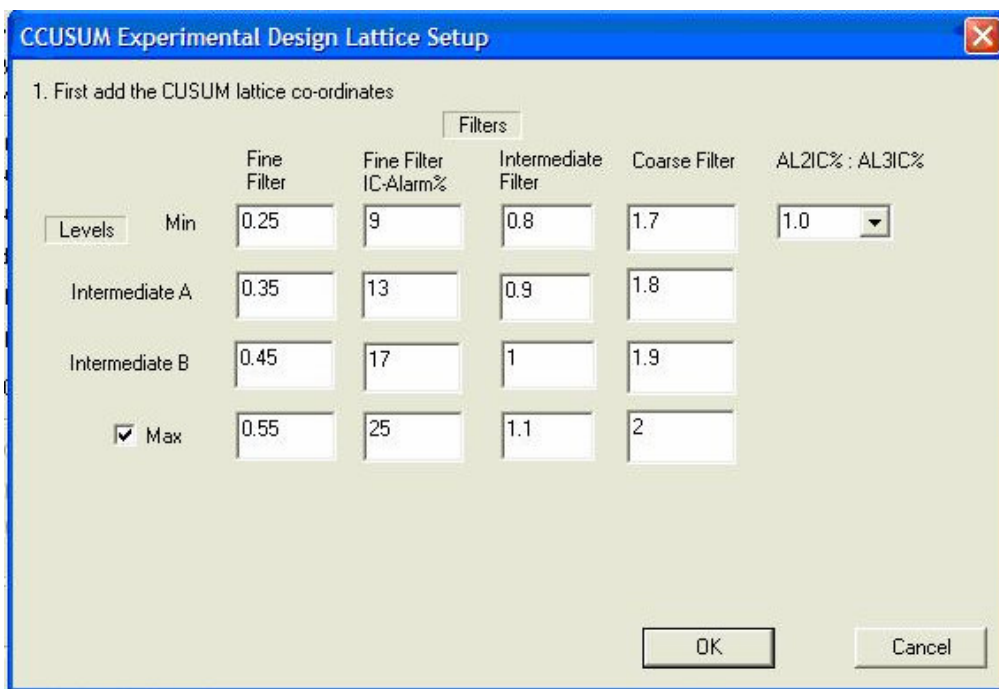 CCUSUM Experimental Design Lattice Setup
1. First add the CUSUM lattice co-ordinates
Filters
Fine Filter
Fine Filter IC-Alarm%
Intermediate Filter
Coarse Filter
AL2IC% : AL3IC%
Levels
Min 0.25 9 0.8 1.7 1.0
Intermediate A 0.35 13 0.9 1.8
Intermediate B 0.45 17 1 1.9
Max 0.55 25 1.1 2
OK Cancel